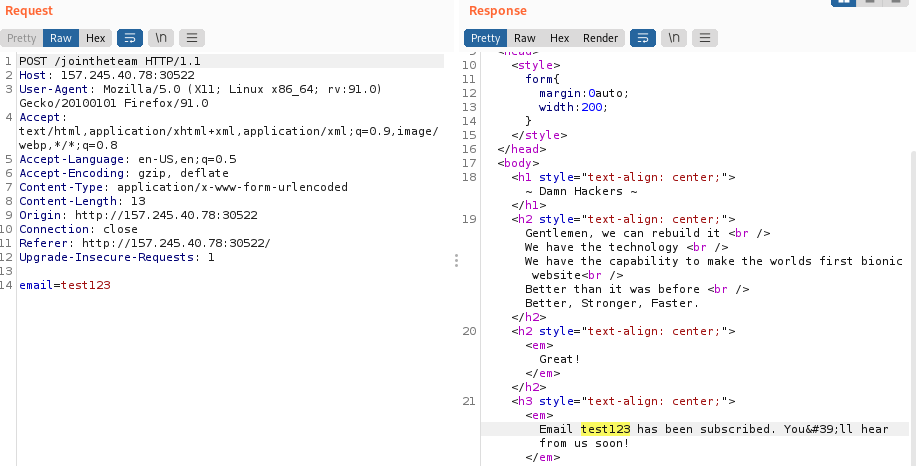 Request
Pretty Raw Hex \n
1 POST /jointheteam HTTP/1.1
2 Host: 157.245.40.78:30522
3 User-Agent: Mozilla/5.0 (X11; Linux x86_64; rv:91.0)
Gecko/20100101 Firefox/91.0
4 Accept:
text/html,application/xhtml+xml,application/xml;q=0.9,image/
webp,*/*;q=0.8
5 Accept-Language: en-US,en;q=0.5
6 Accept-Encoding: gzip, deflate
7 Content-Type: application/x-www-form-urlencoded
8 Content-Length: 13
9 Origin: http://157.245.40.78:30522
10 Connection: close
11 Referer: http://157.245.40.78:30522/
12 Upgrade-Insecure-Requests: 1
13
14 email=test123
Response
Pretty Raw Hex Render \n
9 <head>
10 <style>
11 form{
12 margin:0auto;
13 width:200;
14 }
15 </style>
16 </head>
17 <body>
18 <h1 style="text-align: center;">
~ Damn Hackers ~
</h1>
19 <h2 style="text-align: center;">
Gentlemen, we can rebuild it <br />
We have the technology <br />
We have the capability to make the worlds first bionic
website<br />
Better than it was before <br />
Better, Stronger, Faster.
</h2>
20 <h2 style="text-align: center;">
<em>
Great!
</em>
</h2>
21 <h3 style="text-align: center;">
<em>
Email test123 has been subscribed. You&#39;ll hear
from us soon!
</em>